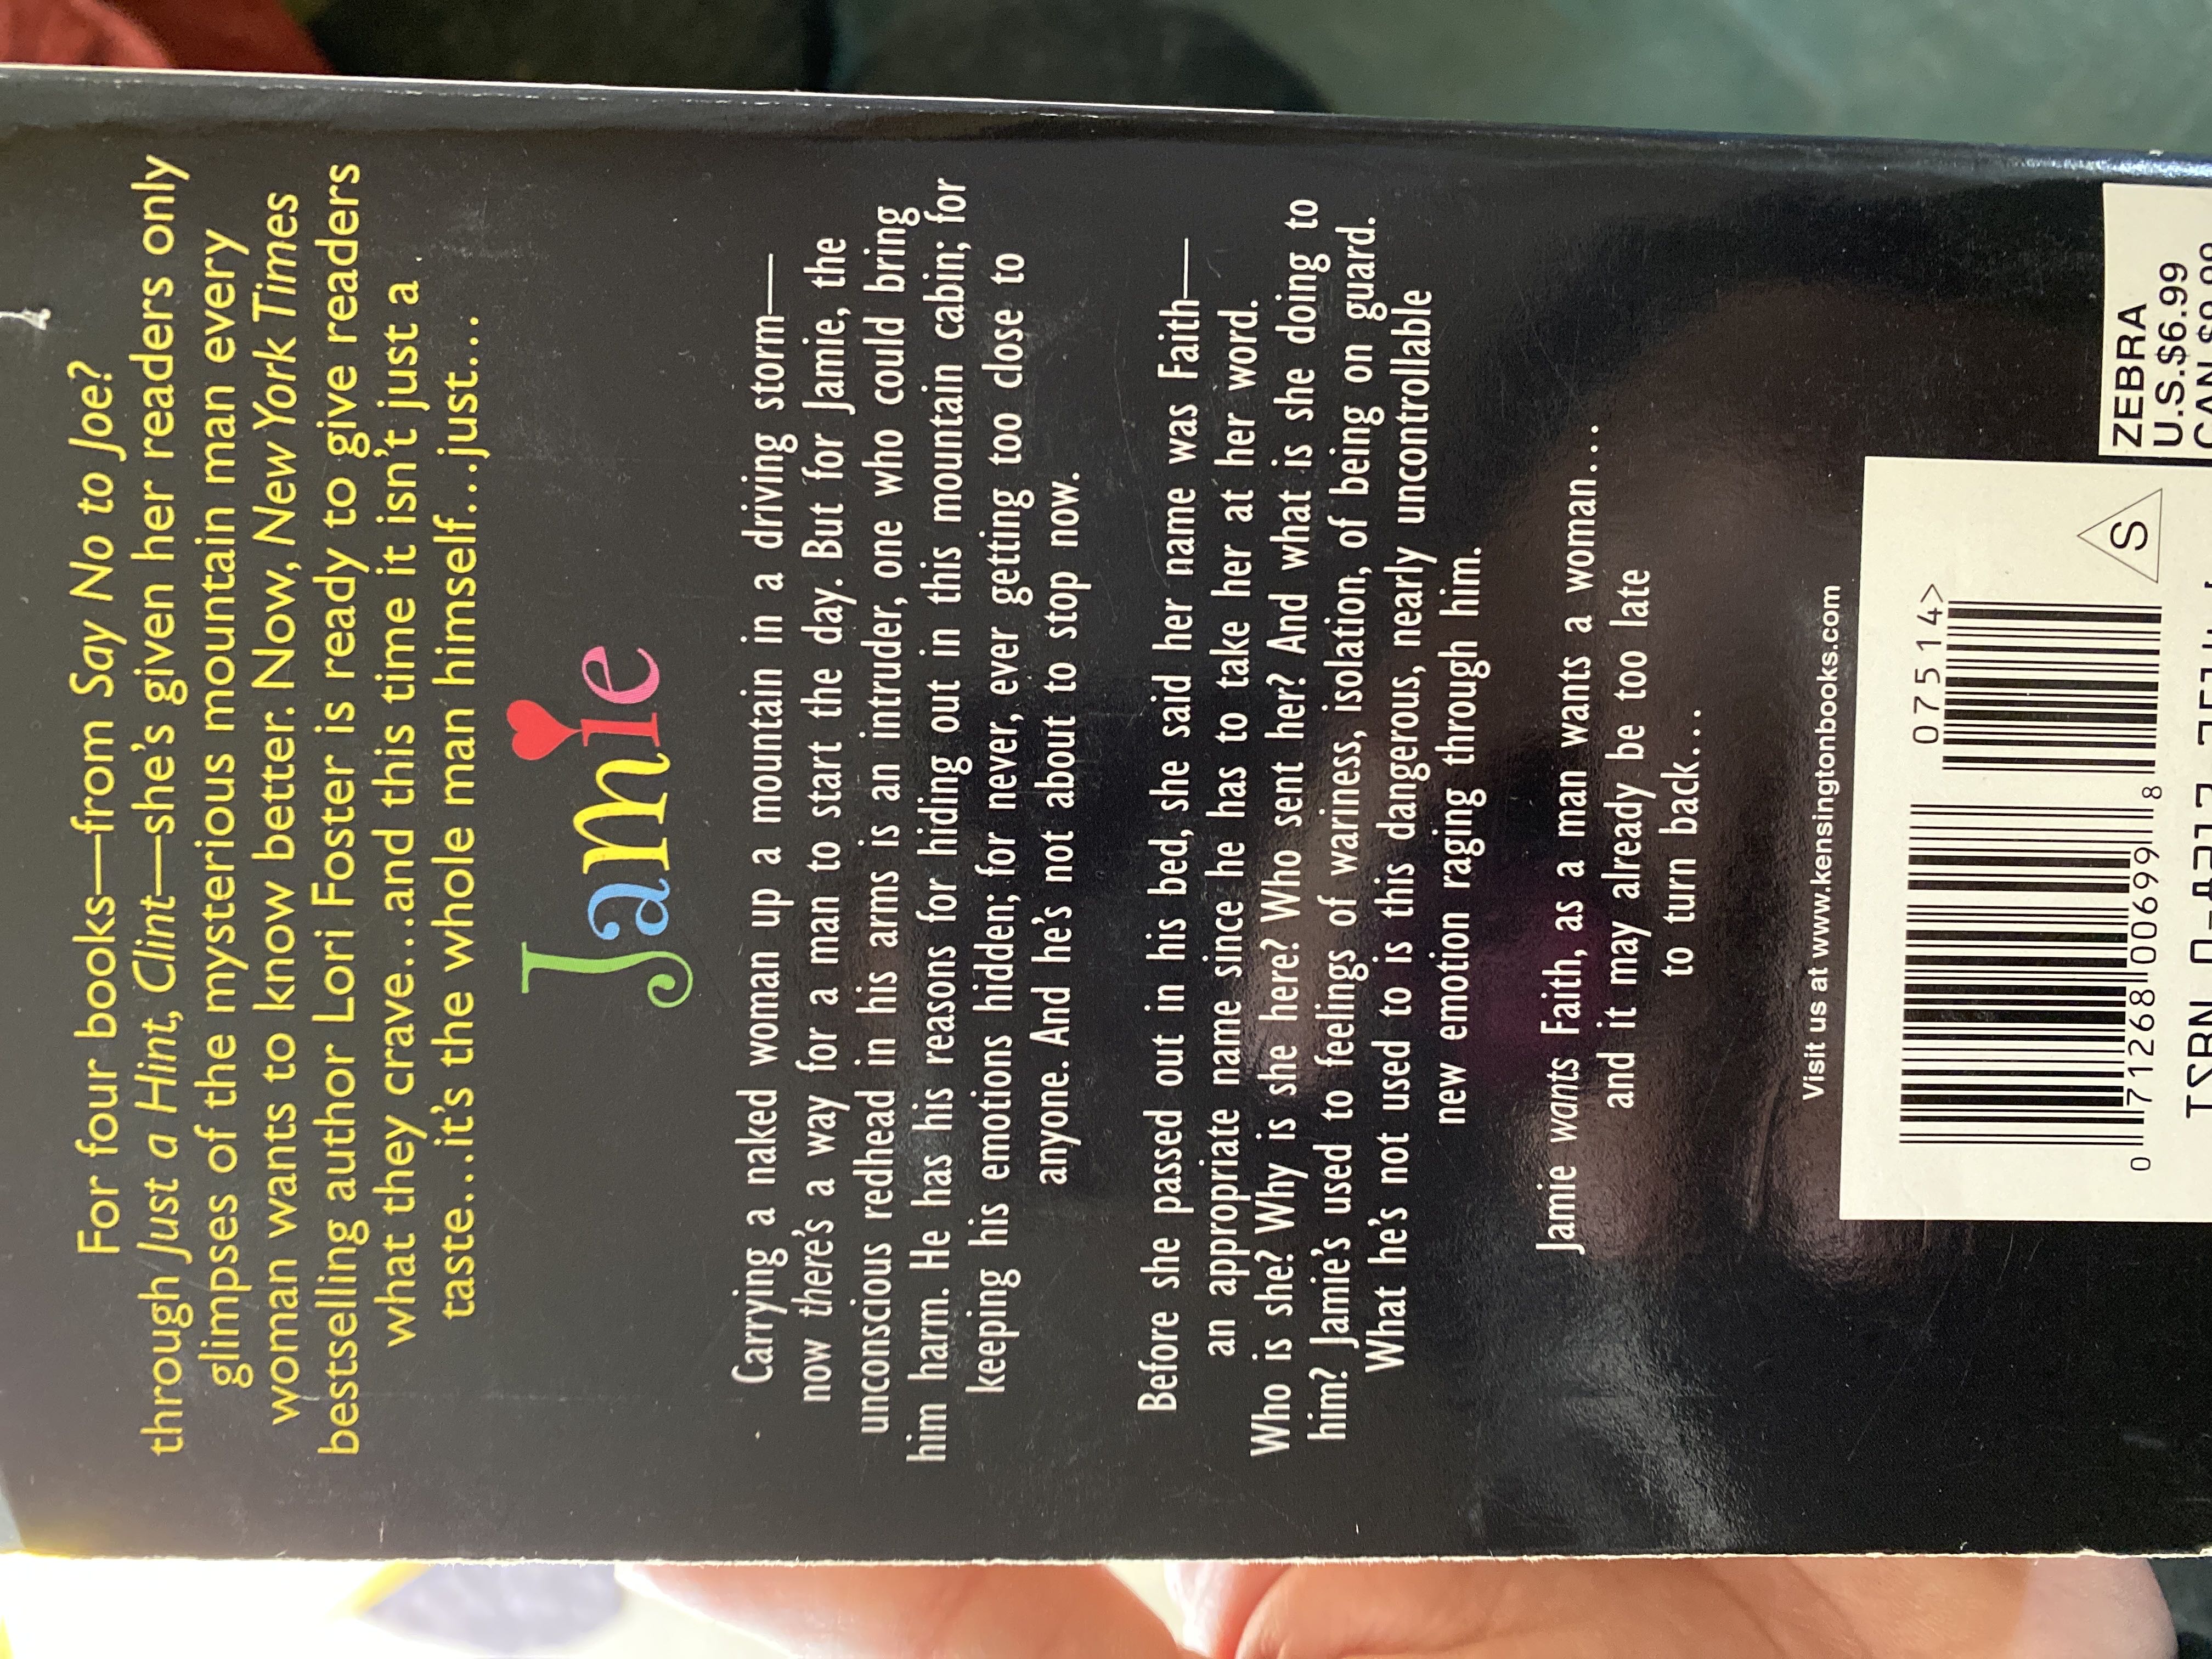 For four books—from Say No to Joe?
through Just a Hint, Clint—she's given her readers only
glimpses of the mysterious mountain man every
woman wants to know better. Now, New York Times
bestselling author Lori Foster is ready to give readers
what they crave...and this time it isn't just a
taste...it's the whole man himself...just...
Jamie
Carrying a naked woman up a mountain in a driving storm—
now there's a way for a man to start the day. But for Jamie, the
unconscious redhead in his arms is an intruder, one who could bring
him harm. He has his reasons for hiding out in this mountain cabin; for
keeping his emotions hidden; for never, ever getting too close to
anyone. And he's not about to stop now.
Before she passed out in his bed, she said her name was Faith—
an appropriate name since he has to take her at her word.
Who is she? Why is she here? Who sent her? And what is she doing to
him? Jamie's used to feelings of wariness, isolation, of being on guard.
What he's not used to is this dangerous, nearly uncontrollable
new emotion raging through him.
Jamie wants Faith, as a man wants a woman...
and it may already be too late
to turn back...
Visit us at www.kensingtonbooks.com
07514>
S
0 71268 00699 8
ZEBRA
U.S.$6.99
CAN
ISBN